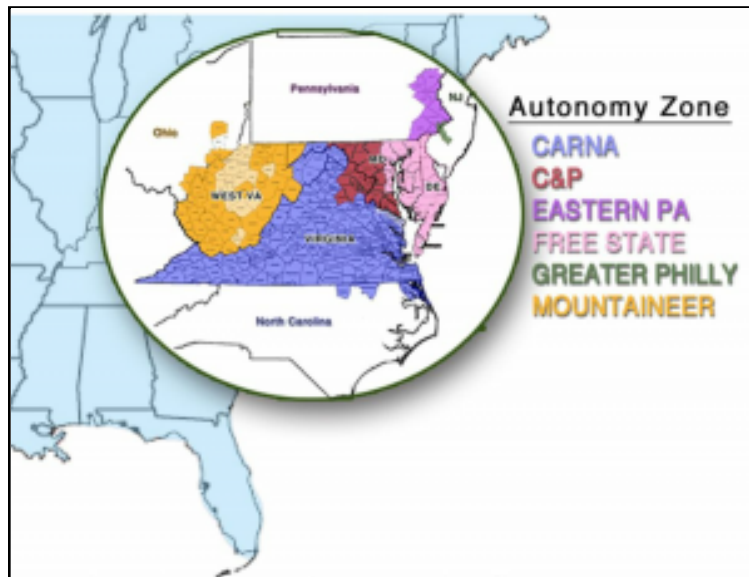 Pennsylvania
NJ
Ohio
MD
WEST VA
DE
VIRGINIA
North Carolina
Autonomy Zone
CARNA
C&P
EASTERN PA
FREE STATE
GREATER PHILLY
MOUNTAINEER